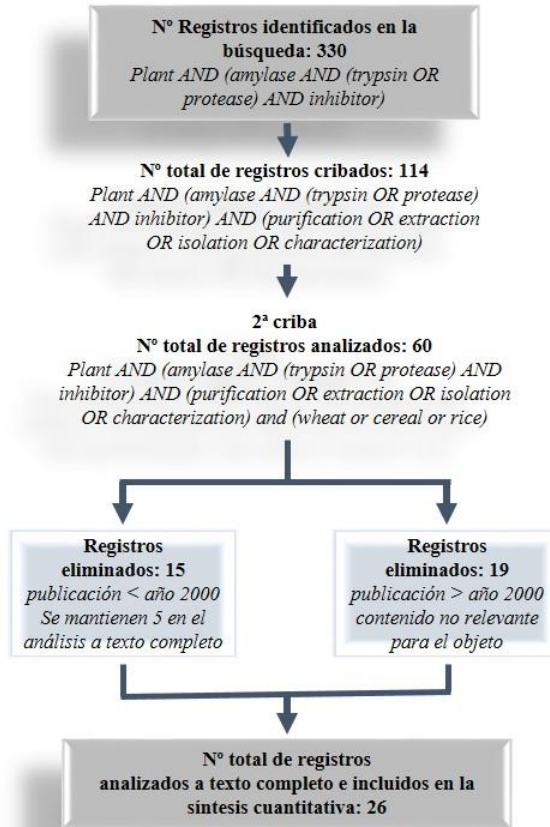 Nº Registros identificados en la
búsqueda: 330
Plant AND (amylase AND (trypsin OR
protease) AND inhibitor)
Nº total de registros cribados: 114
Plant AND (amylase AND (trypsin OR protease)
AND inhibitor) AND (purification OR extraction
OR isolation OR characterization)
2ª criba
Nº total de registros analizados: 60
Plant AND (amylase AND (trypsin OR protease) AND
inhibitor) AND (purification OR extraction OR isolation
OR characterization) and (wheat or cereal or rice)
Registros
eliminados: 15
publicación < año 2000
Se mantienen 5 en el
análisis a texto completo
Registros
eliminados: 19
publicación > año 2000
contenido no relevante
para el objeto
Nº total de registros
analizados a texto completo e incluidos en la
síntesis cuantitativa: 26